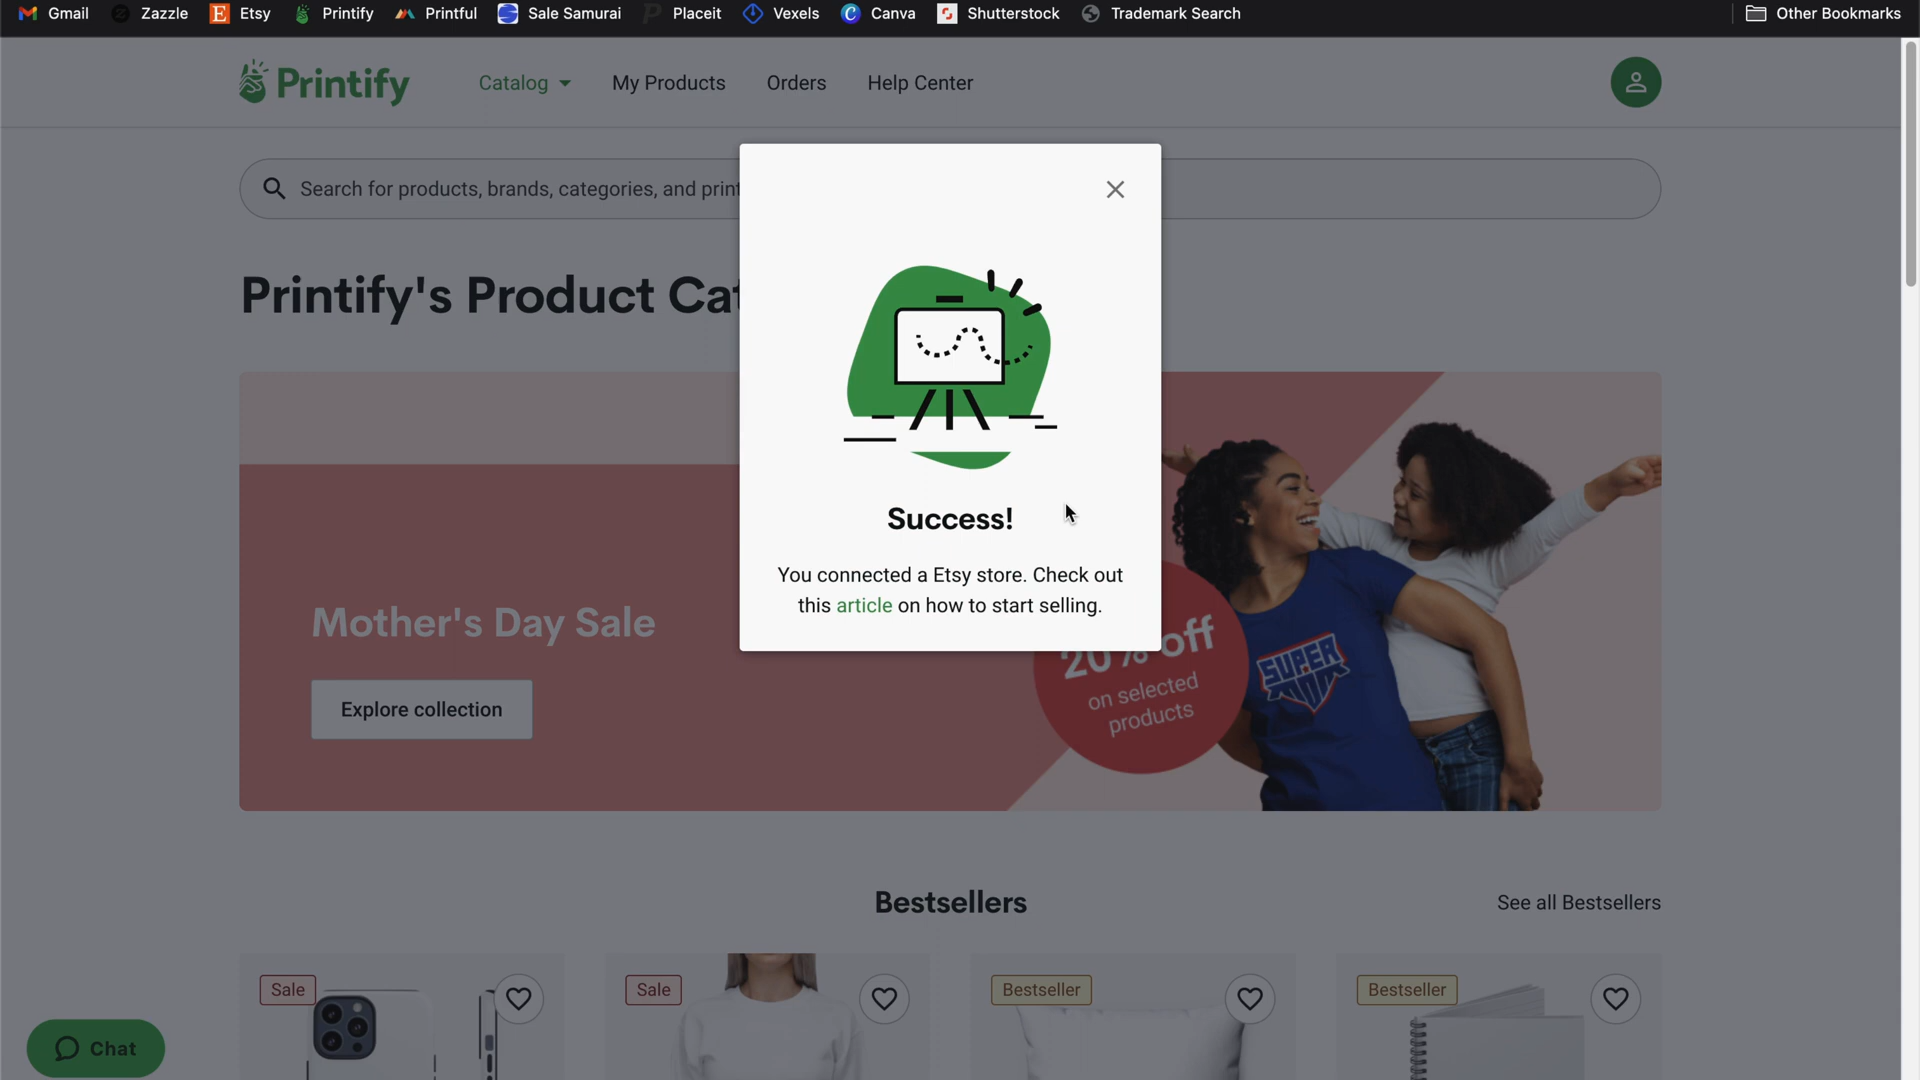 Gmail Zazzle Etsy Printify Printful Sale Samurai Placeit Vexels Canva Shutterstock Trademark Search Other Bookmarks
Printify Catalog My Products Orders Help Center
Search for products, brands, categories, and print
Printify's Product Cat
Success!
You connected a Etsy store. Check out
this article on how to start selling.
Mother's Day Sale
Explore collection
20% off
on selected
products
SUPER
MOM
Bestsellers
See all Bestsellers
Sale
Sale
Bestseller
Bestseller
Chat